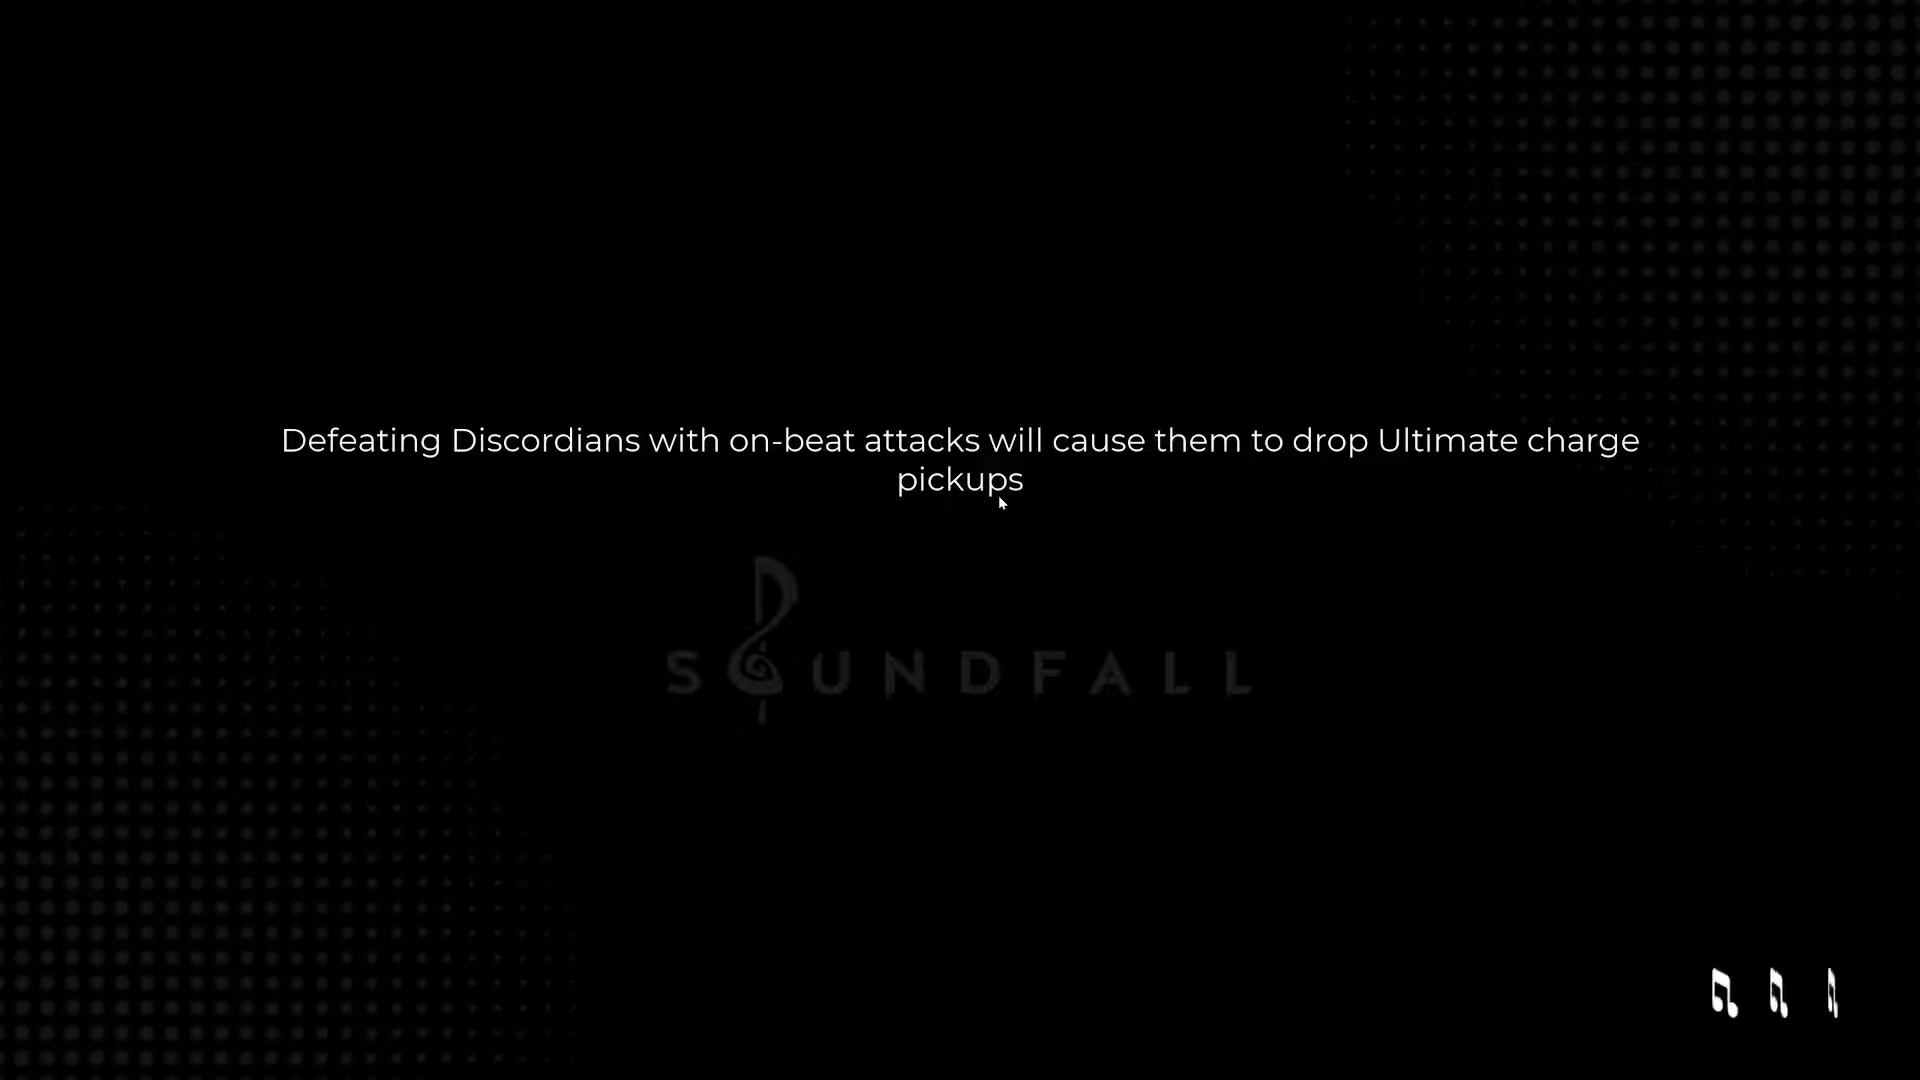 Defeating Discordians with on-beat attacks will cause them to drop Ultimate charge
pickups
SOUNDFALL